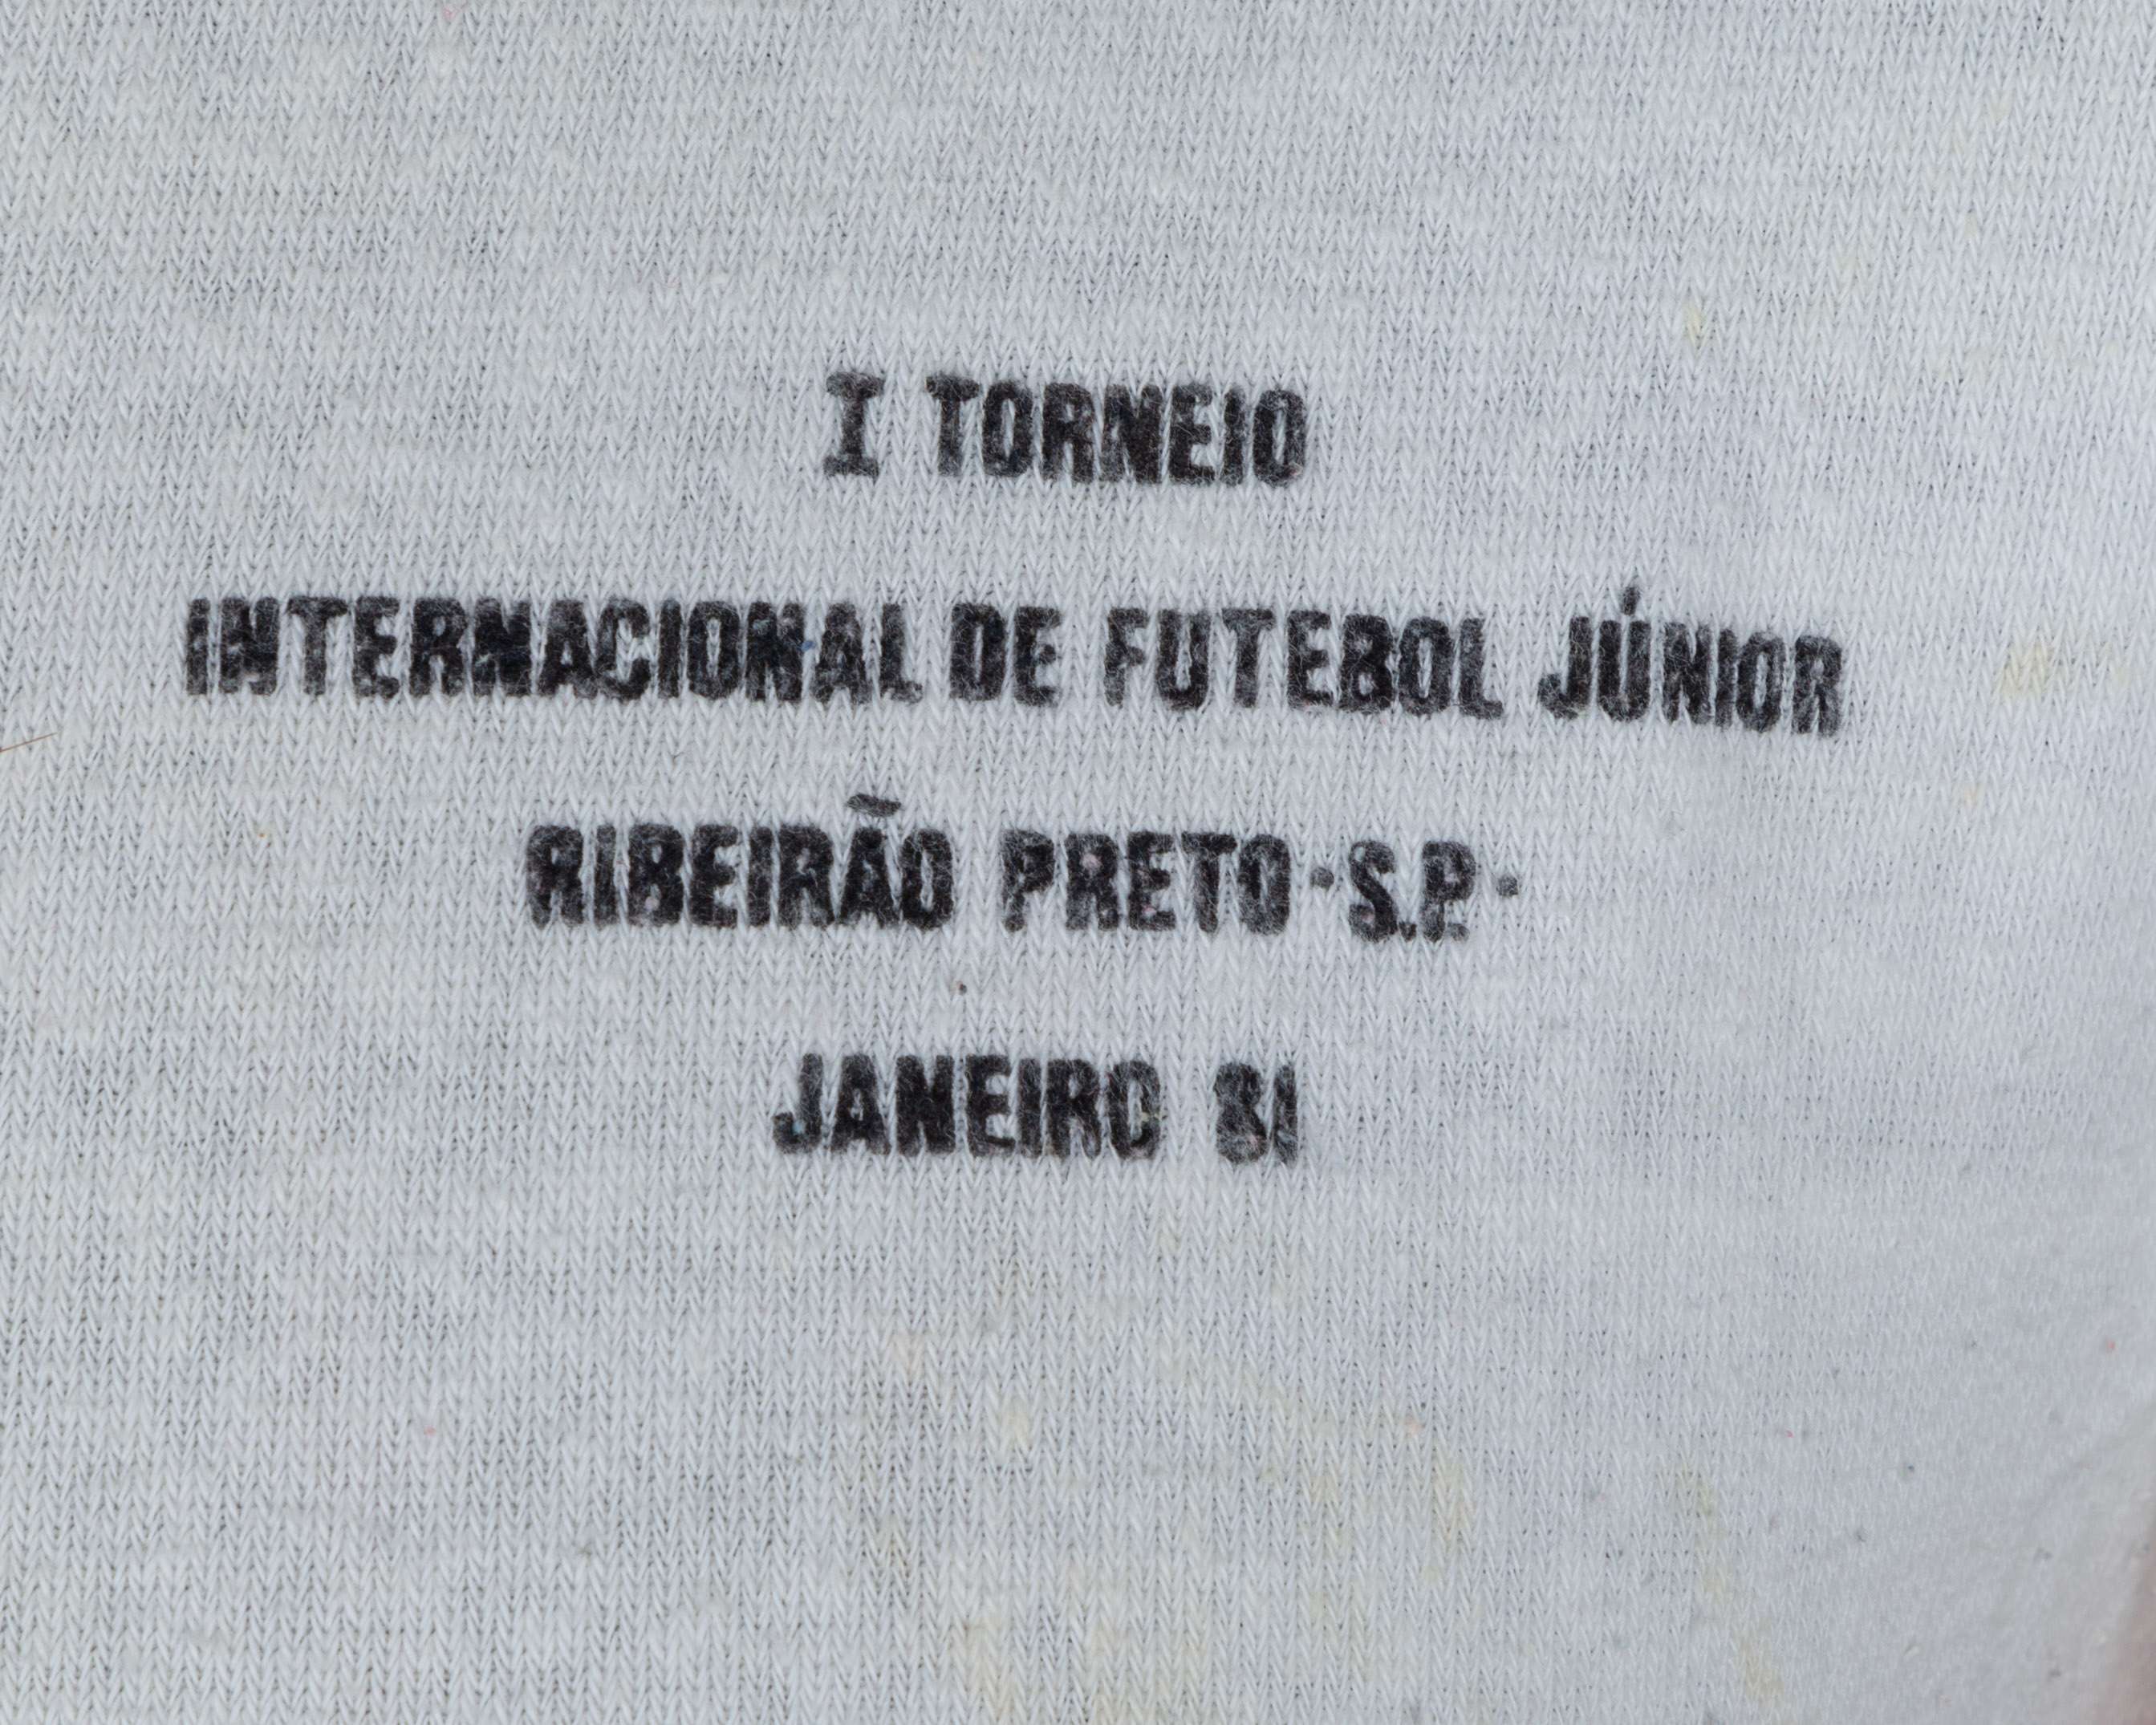 I TORNEIO
INTERNACIONAL DE FUTEBOL JÚNIOR
RIBEIRÃO PRETO·S.P.·
JANEIRO 81